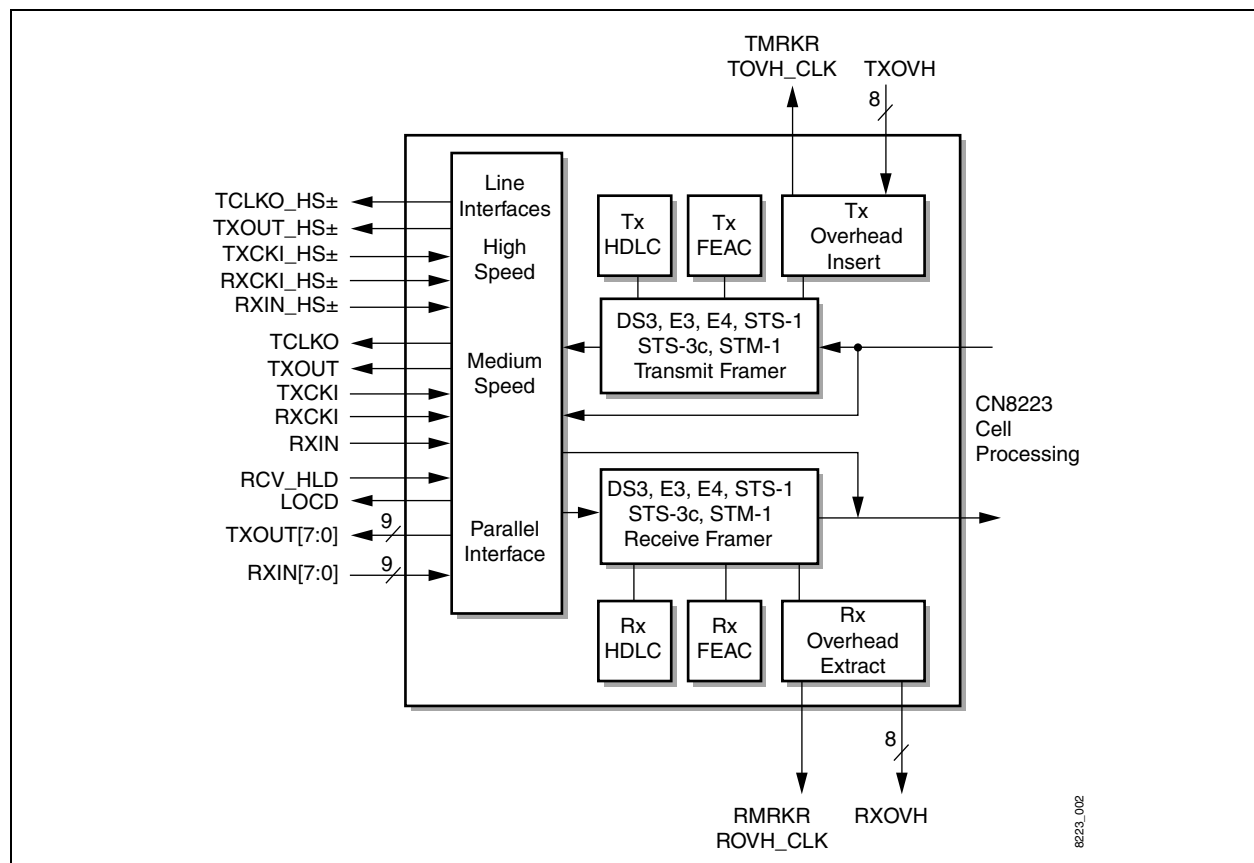 TMRKR
TOVH_CLK
TXOVH
8
TCLKO_HS±
TXOUT_HS±
TXCKI_HS±
RXCKI_HS±
RXIN_HS±
TCLKO
TXOUT
TXCKI
RXCKI
RXIN
RCV_HLD
LOCD
TXOUT[7:0]
9
RXIN[7:0]
9
Line
Interfaces
High
Speed
Medium
Speed
Parallel
Interface
Tx
HDLC
Tx
FEAC
Tx
Overhead
Insert
DS3, E3, E4, STS-1
STS-3c, STM-1
Transmit Framer
CN8223
Cell
Processing
DS3, E3, E4, STS-1
STS-3c, STM-1
Receive Framer
Rx
HDLC
Rx
FEAC
Rx
Overhead
Extract
8
RMRKR
ROVH_CLK
RXOVH
8223_002